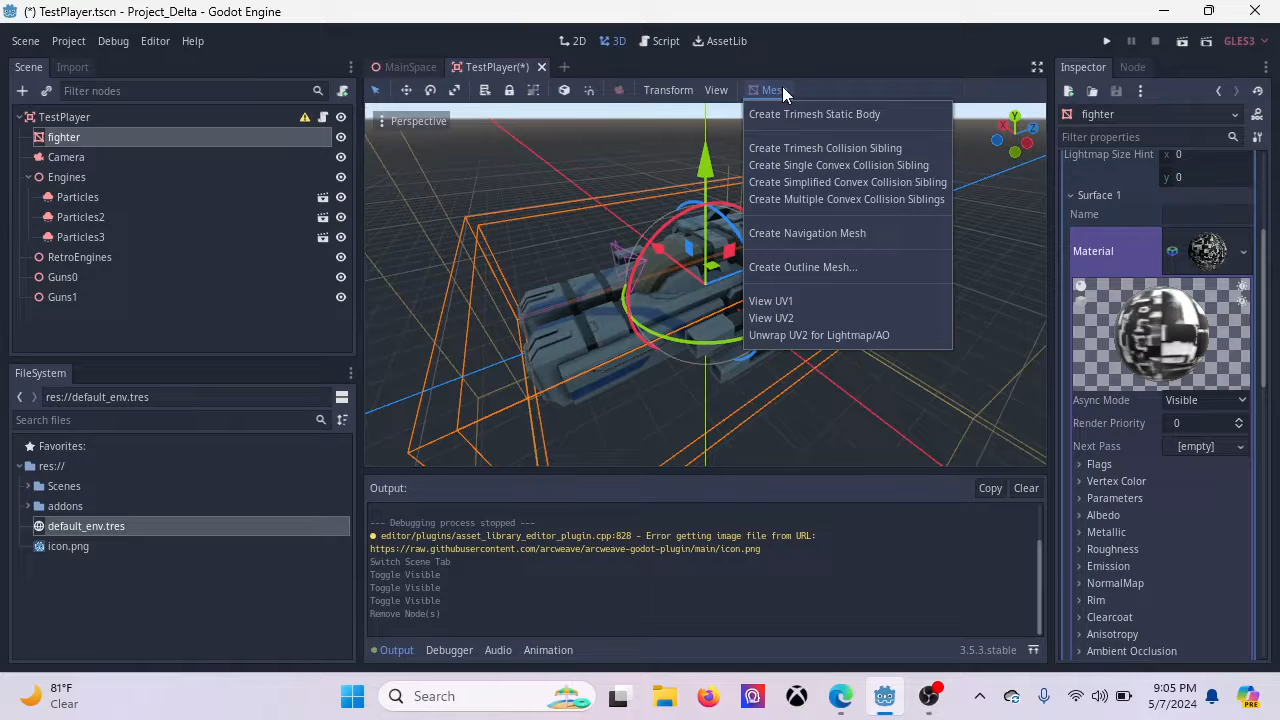 (*) TestPlayer.tscn - Project_Delta - Godot Engine
Scene Project Debug Editor Help
2D 3D Script AssetLib
GLES3
Scene Import
MainSpace TestPlayer(*)
Inspector Node
Filter nodes
Transform View Mes
TestPlayer
fighter
Camera
Engines
Particles
Particles2
Particles3
RetroEngines
Guns0
Guns1
Perspective
Y
X
Z
Create Trimesh Static Body
Create Trimesh Collision Sibling
Create Single Convex Collision Sibling
Create Simplified Convex Collision Sibling
Create Multiple Convex Collision Siblings
Create Navigation Mesh
Create Outline Mesh...
View UV1
View UV2
Unwrap UV2 for Lightmap/AO
fighter
Filter properties
Lightmap Size Hint x 0
y 0
Surface 1
Name
Material
Async Mode Visible
Render Priority 0
Next Pass [empty]
Flags
Vertex Color
Parameters
Albedo
Metallic
Roughness
Emission
NormalMap
Rim
Clearcoat
Anisotropy
Ambient Occlusion
FileSystem
res://default_env.tres
Search files
Favorites:
res://
Scenes
addons
default_env.tres
icon.png
Output: Copy Clear
--- Debugging process stopped ---
editor/plugins/asset_library_editor_plugin.cpp:828 - Error getting image file from URL:
https://raw.githubusercontent.com/arcweave/arcweave-godot-plugin/main/icon.png
Switch Scene Tab
Toggle Visible
Toggle Visible
Toggle Visible
Remove Node(s)
Output Debugger Audio Animation 3.5.3.stable
81°F
Clear
Search
9:05 PM
5/7/2024
PRE